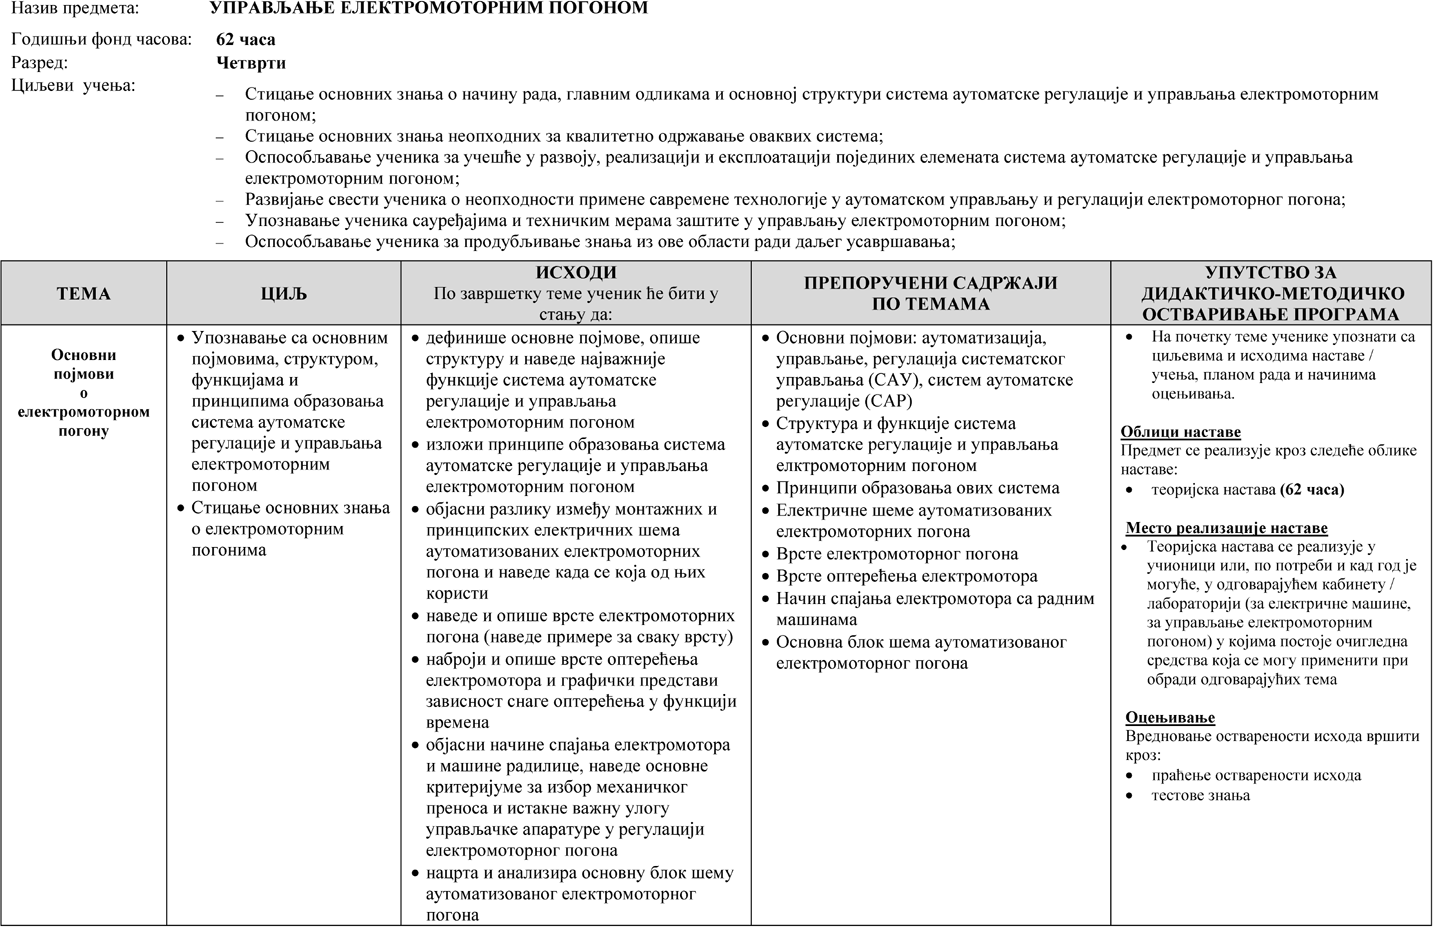 Назив предмета: УПРАВЉАЊЕ ЕЛЕКТРОМОТОРНИМ ПОГОНОМ
Годишњи фонд часова: 62 часа
Разред: Четврти
Циљеви учења:
– Стицање основних знања о начину рада, главним одликама и основној структури система аутоматске регулације и управљања електромоторним
погоном;
– Стицање основних знања неопходних за квалитетно одржавање оваквих система;
– Оспособљавање ученика за учешће у развоју, реализацији и експлоатацији појединих елемената система аутоматске регулације и управљања
електромоторним погоном;
– Развијање свести ученика о неопходности примене савремене технологије у аутоматском управљању и регулацији електромоторног погона;
– Упознавање ученика сауређајима и техничким мерама заштите у управљању електромоторним погоном;
– Оспособљавање ученика за продубљивање знања из ове области ради даљег усавршавања;
ТЕМА
ЦИЉ
ИСХОДИ
По завршетку теме ученик ће бити у
стању да:
ПРЕПОРУЧЕНИ САДРЖАЈИ
ПО ТЕМАМА
УПУТСТВО ЗА
ДИДАКТИЧКО-МЕТОДИЧКО
ОСТВАРИВАЊЕ ПРОГРАМА
Основни
појмови
о
електромоторном
погону
• Упознавање са основним
појмовима, структуром,
функцијама и
принципима образовања
система аутоматске
регулације и управљања
електромоторним
погоном
• Стицање основних знања
о електромоторним
погонима
• дефинише основне појмове, опише
структуру и наведе најважније
функције система аутоматске
регулације и управљања
електромоторним погоном
• изложи принципе образовања система
аутоматске регулације и управљања
електромоторним погоном
• објасни разлику између монтажних и
принципских електричних шема
аутоматизованих електромоторних
погона и наведе када се која од њих
користи
• наведе и опише врсте електромоторних
погона (наведе примере за сваку врсту)
• наброји и опише врсте оптерећења
електромотора и графички представи
зависност снаге оптерећења у функцији
времена
• објасни начине спајања електромотора
и машине радилице, наведе основне
критеријуме за избор механичког
преноса и истакне важну улогу
управљачке апаратуре у регулацији
електромоторног погона
• нацрта и анализира основну блок шему
аутоматизованог електромоторног
погона
• Основни појмови: аутоматизација,
управљање, регулација систематског
управљања (САУ), систем аутоматске
регулације (САР)
• Структура и функције система
аутоматске регулације и управљања
елктромоторним погоном
• Принципи образовања ових система
• Електричне шеме аутоматизованих
електромоторних погона
• Врсте електромоторног погона
• Врсте оптерећења електромотора
• Начин спајања електромотора са радним
машинама
• Основна блок шема аутоматизованог
електромоторног погона
• На почетку теме ученике упознати са
циљевима и исходима наставе /
учења, планом рада и начинима
оцењивања.
Облици наставе
Предмет се реализује кроз следеће облике
наставе:
• теоријска настава (62 часа)
Место реализације наставе
• Теоријска настава се реализује у
учионици или, по потреби и кад год је
могуће, у одговарајућем кабинету /
лабораторији (за електричне машине,
за управљање електромоторним
погоном) у којима постоје очигледна
средства која се могу применити при
обради одговарајућих тема
Оцењивање
Вредновање остварености исхода вршити
кроз:
• праћење остварености исхода
• тестове знања